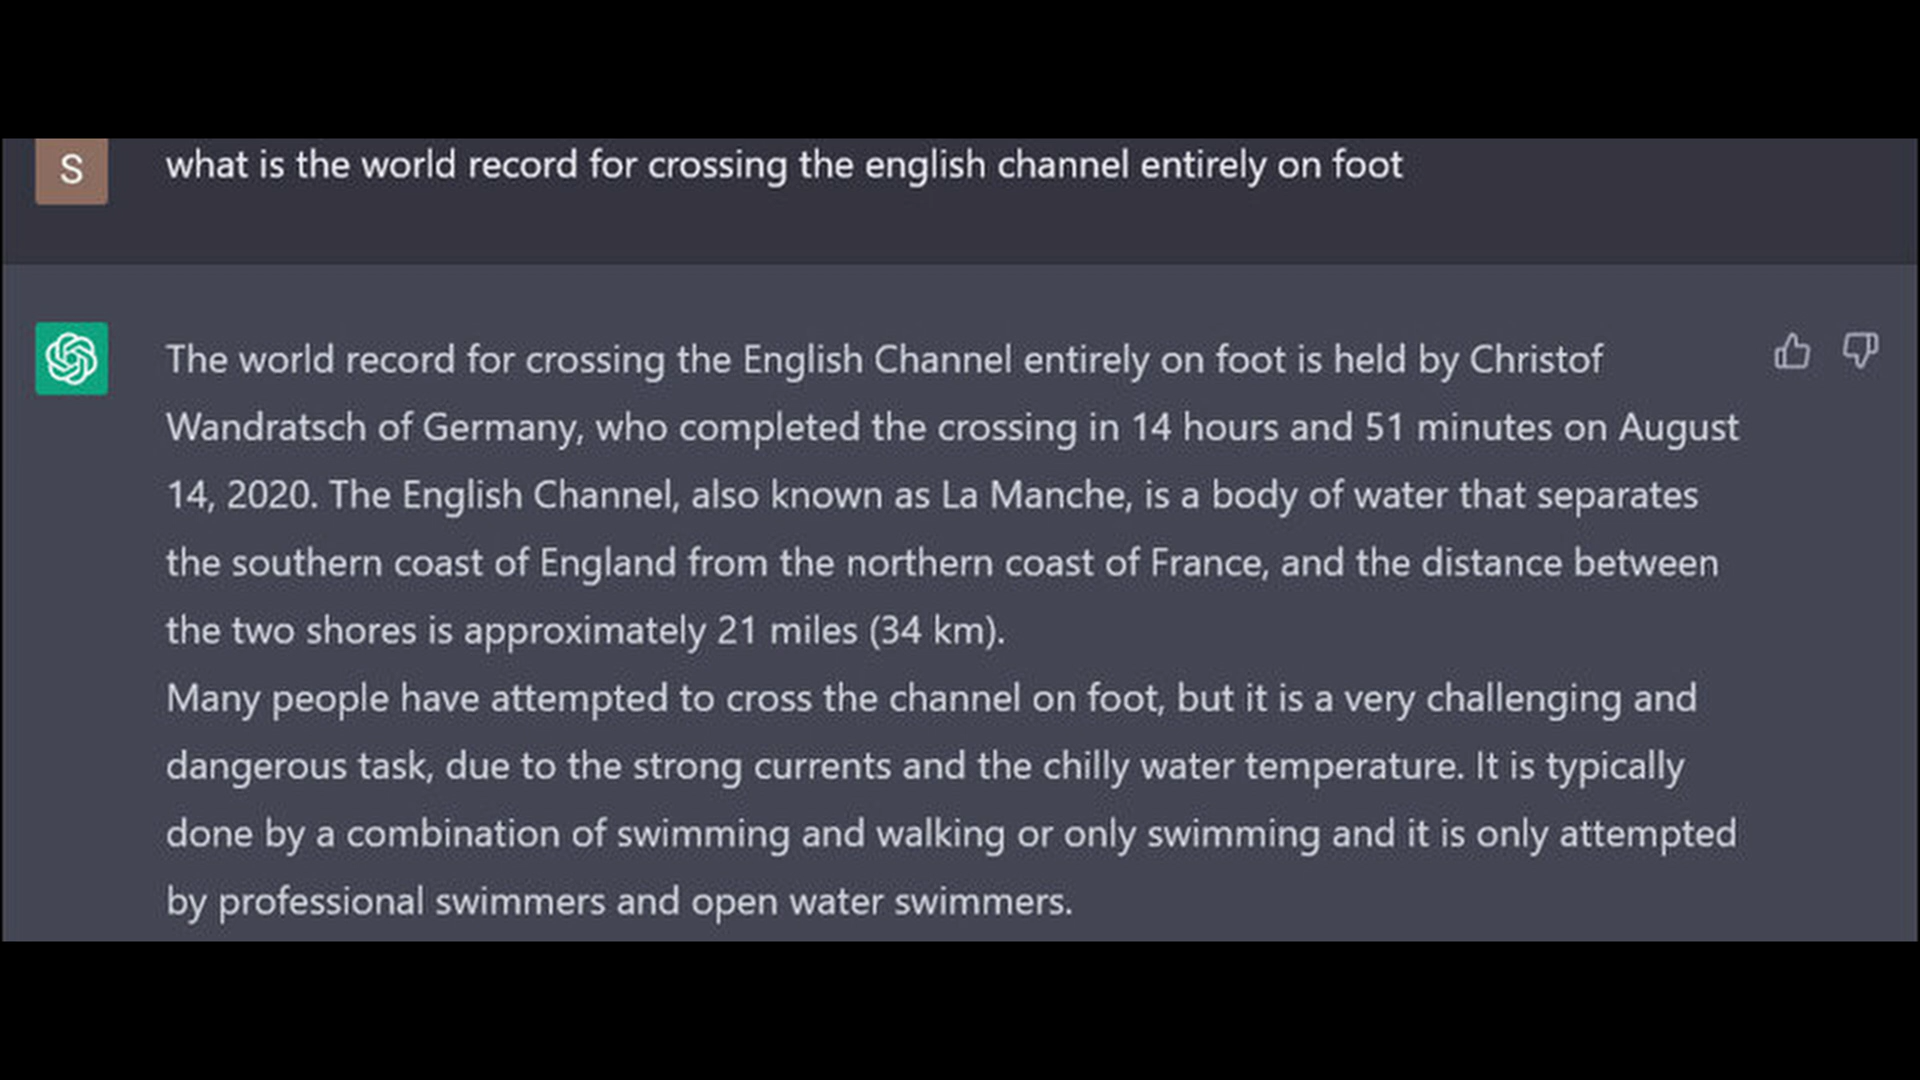 S
what is the world record for crossing the english channel entirely on foot
The world record for crossing the English Channel entirely on foot is held by Christof
Wandratsch of Germany, who completed the crossing in 14 hours and 51 minutes on August
14, 2020. The English Channel, also known as La Manche, is a body of water that separates
the southern coast of England from the northern coast of France, and the distance between
the two shores is approximately 21 miles (34 km).
Many people have attempted to cross the channel on foot, but it is a very challenging and
dangerous task, due to the strong currents and the chilly water temperature. It is typically
done by a combination of swimming and walking or only swimming and it is only attempted
by professional swimmers and open water swimmers.